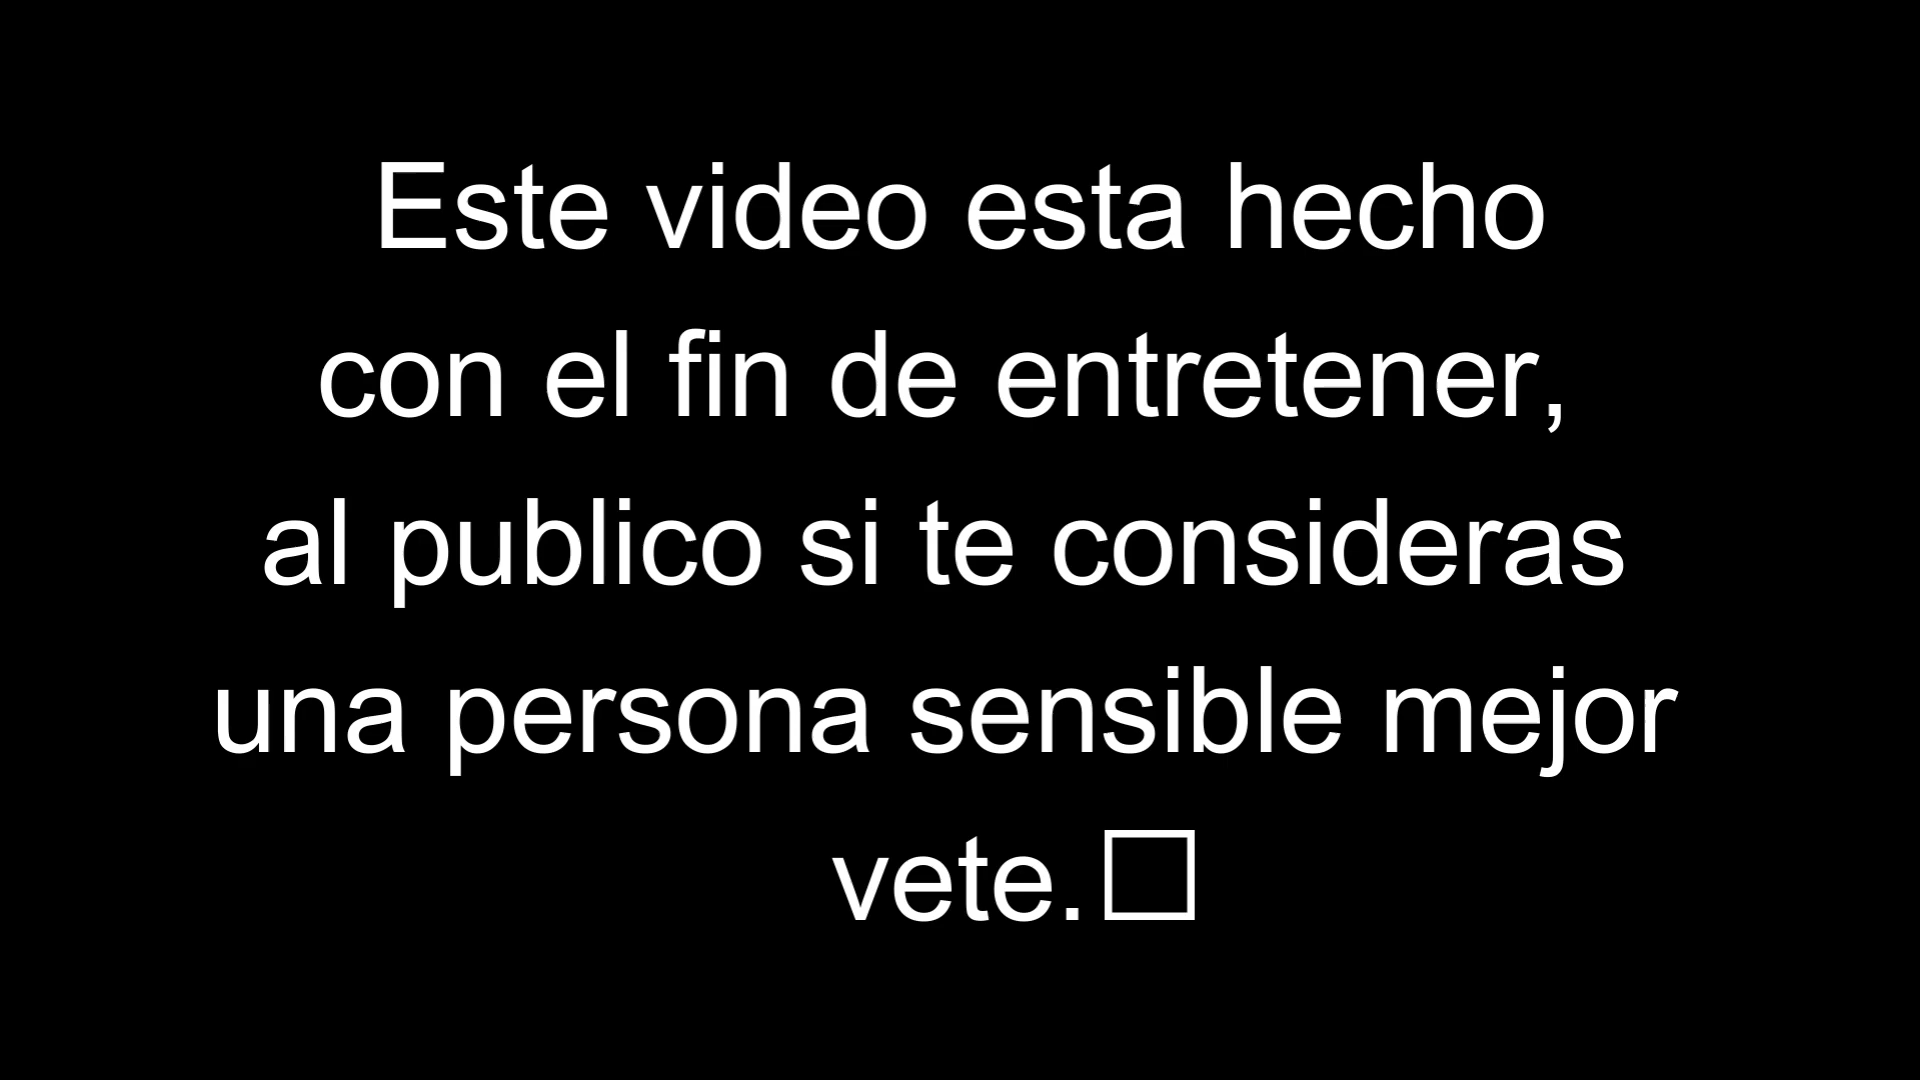 Este video esta hecho
con el fin de entretener,
al publico si te consideras
una persona sensible mejor
vete.□